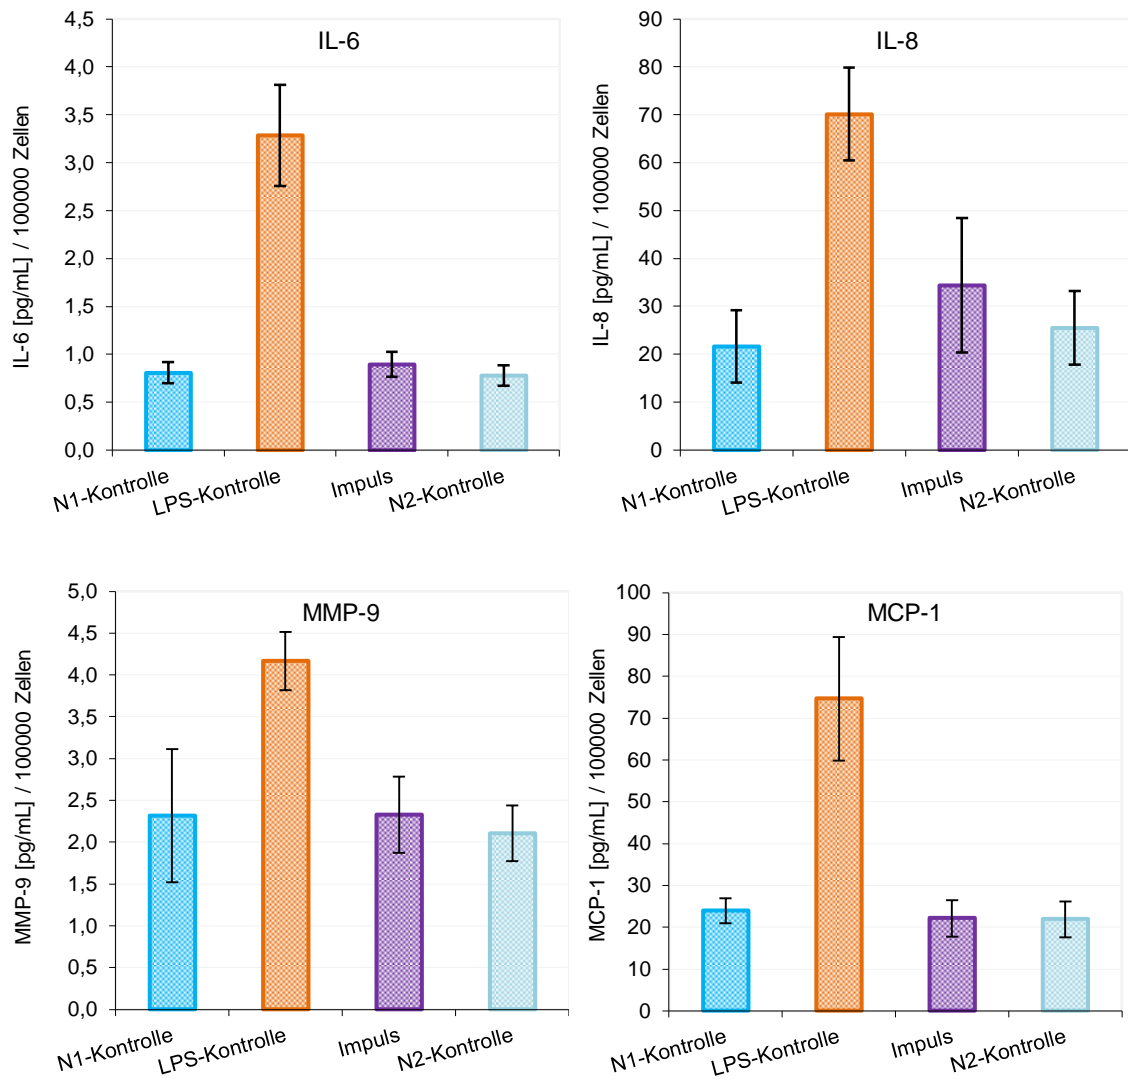 IL-6
IL-6 [pg/mL] / 100000 Zellen
4,5
4,0
3,5
3,0
2,5
2,0
1,5
1,0
0,5
0,0
N1-Kontrolle
LPS-Kontrolle
Impuls
N2-Kontrolle
IL-8
IL-8 [pg/mL] / 100000 Zellen
90
80
70
60
50
40
30
20
10
0
N1-Kontrolle
LPS-Kontrolle
Impuls
N2-Kontrolle
MMP-9
MMP-9 [pg/mL] / 100000 Zellen
5,0
4,5
4,0
3,5
3,0
2,5
2,0
1,5
1,0
0,5
0,0
N1-Kontrolle
LPS-Kontrolle
Impuls
N2-Kontrolle
MCP-1
MCP-1 [pg/mL] / 100000 Zellen
100
90
80
70
60
50
40
30
20
10
0
N1-Kontrolle
LPS-Kontrolle
Impuls
N2-Kontrolle